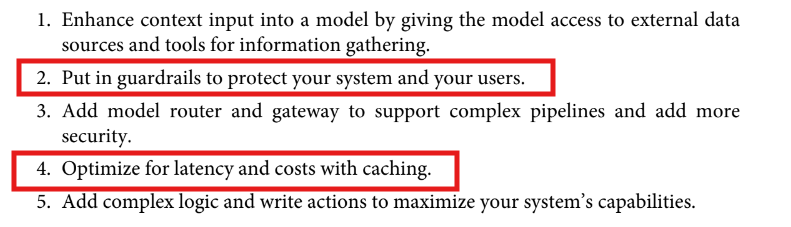 1. Enhance context input into a model by giving the model access to external data
sources and tools for information gathering.
2. Put in guardrails to protect your system and your users.
3. Add model router and gateway to support complex pipelines and add more
security.
4. Optimize for latency and costs with caching.
5. Add complex logic and write actions to maximize your system’s capabilities.